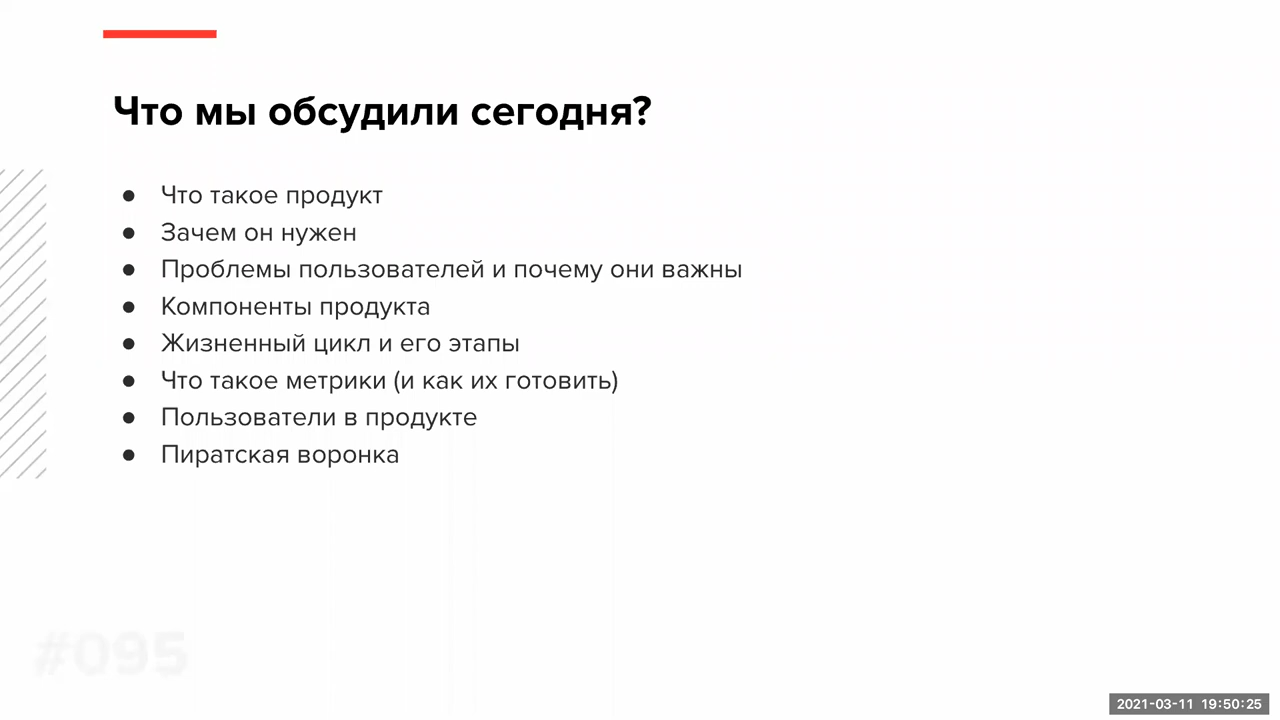 Что мы обсудили сегодня?
● Что такое продукт
● Зачем он нужен
● Проблемы пользователей и почему они важны
● Компоненты продукта
● Жизненный цикл и его этапы
● Что такое метрики (и как их готовить)
● Пользователи в продукте
● Пиратская воронка
#095
2021-03-11 19:50:25